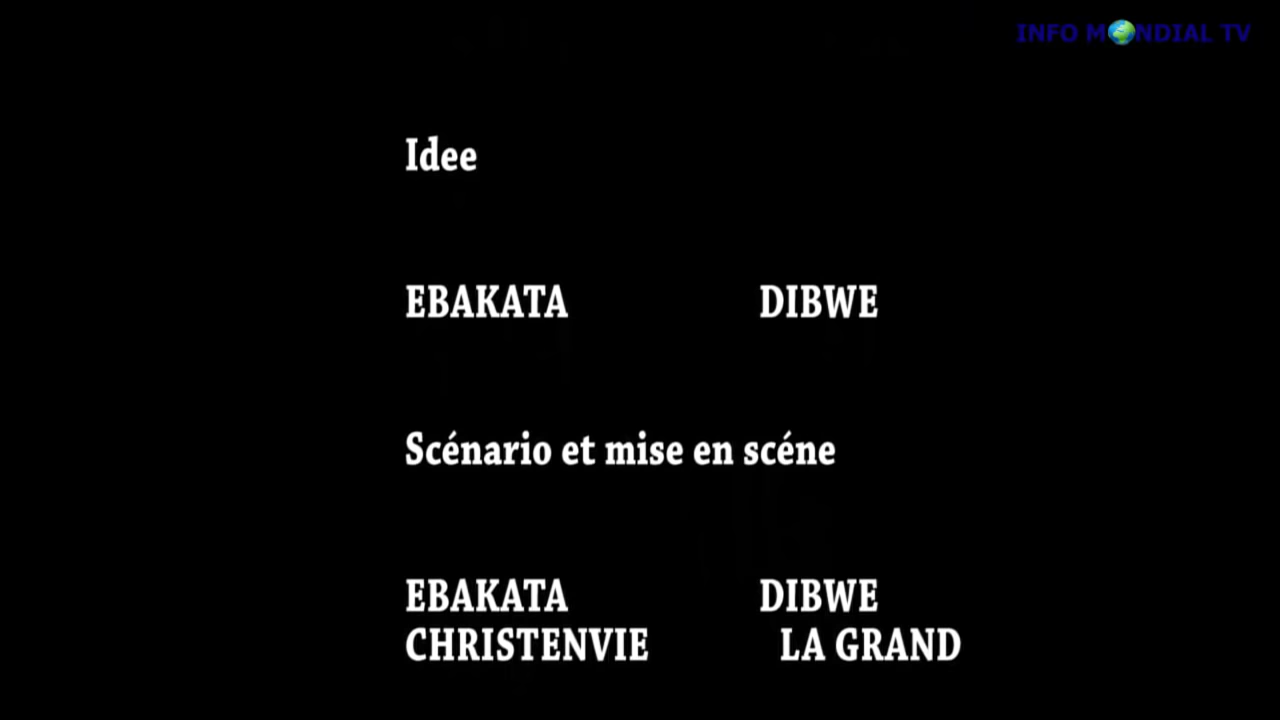 INFO MONDIAL TV
Idee
EBAKATA DIBWE
Scénario et mise en scéne
EBAKATA DIBWE
CHRISTENVIE LA GRAND